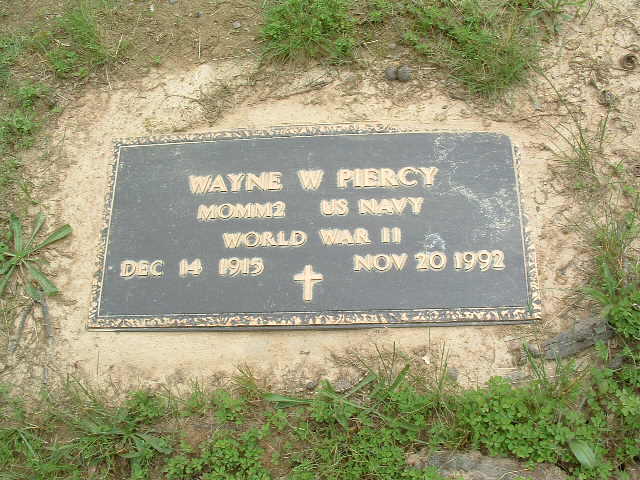 WAYNE W PIERCY
MOMM2 US NAVY
WORLD WAR II
DEC 14 1915 NOV 20 1992